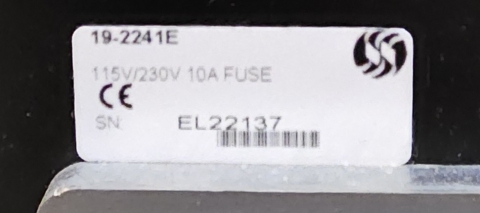 19-2241E
115V/230V 10A FUSE
CE
SN: EL22137